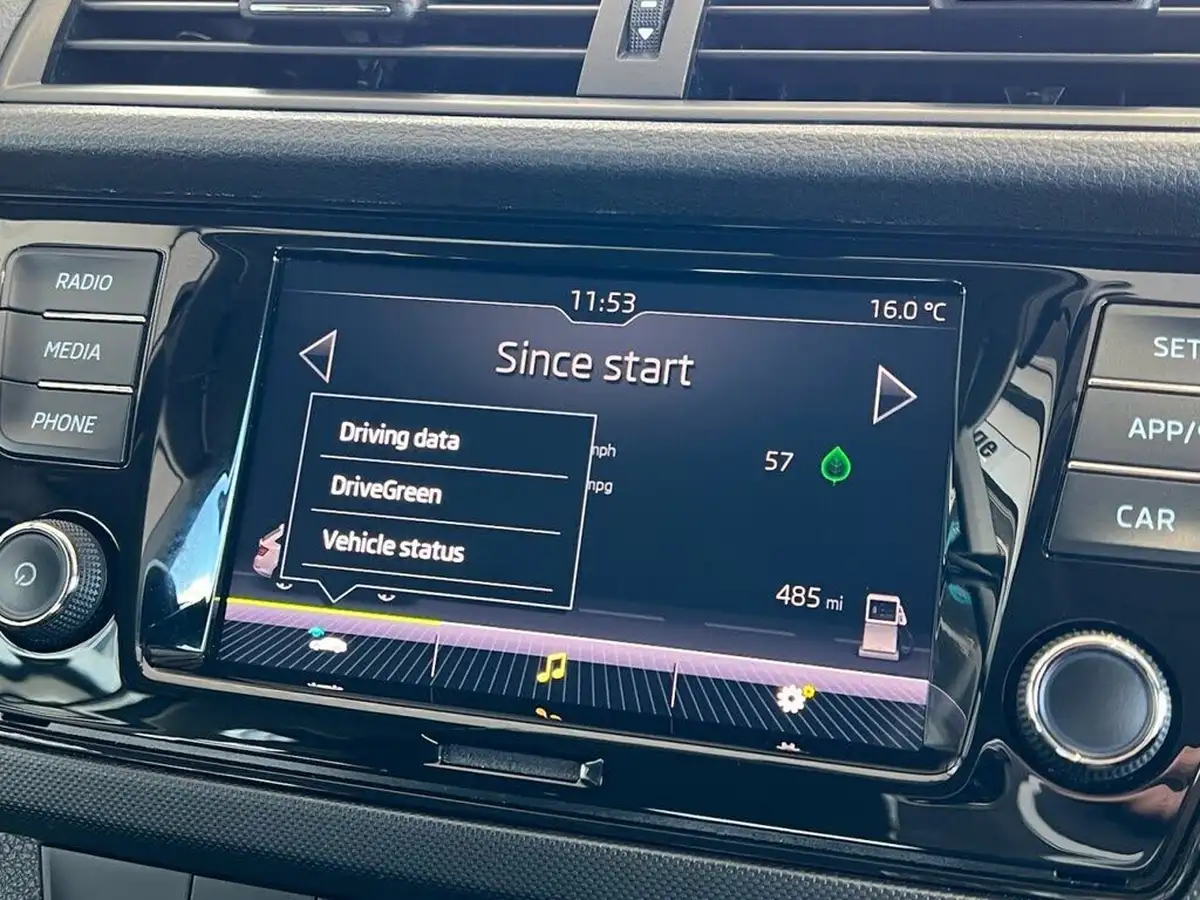 11:53
16.0 °C
RADIO
MEDIA
PHONE
SET
APP/
CAR
Since start
Driving data
DriveGreen
Vehicle status
mph
mpg
57
485 mi